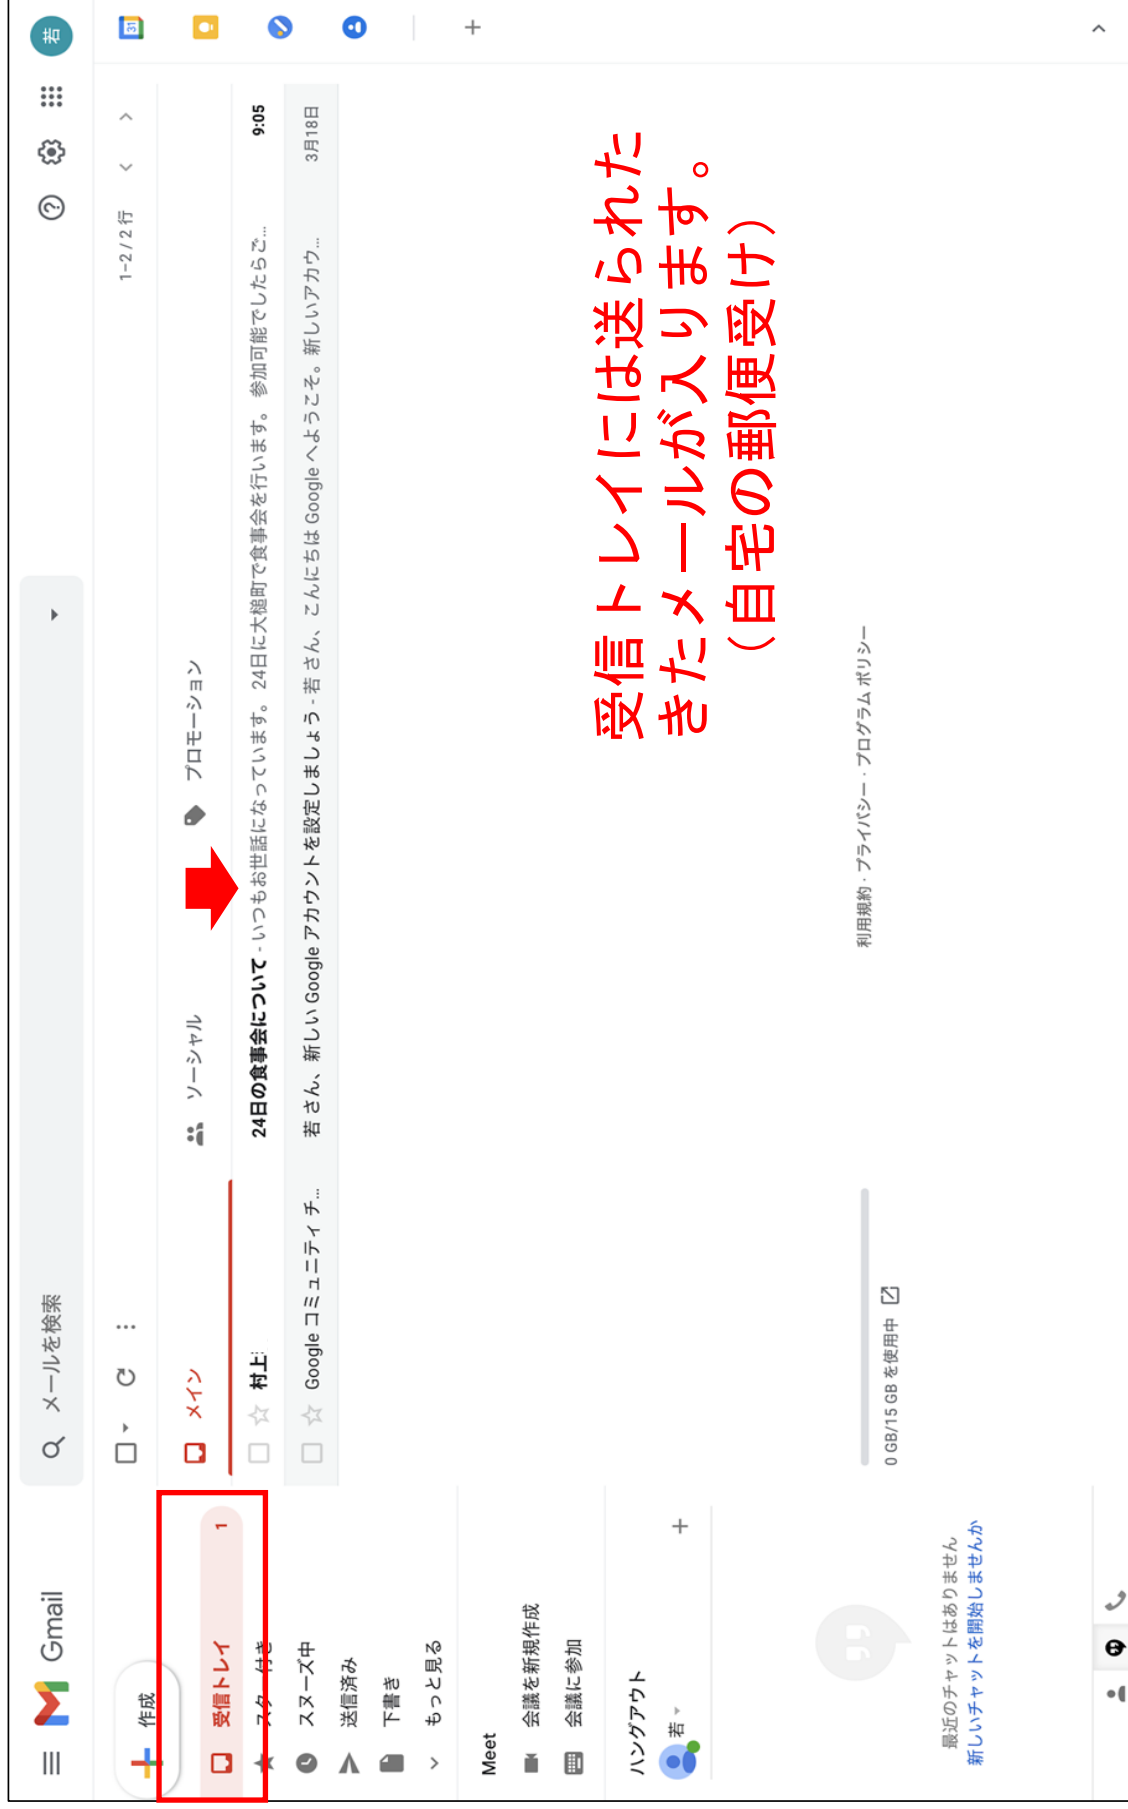 Gmail
メールを検索
若
作成
1-2 / 2 行
受信トレイ 1
スター付き
スヌーズ中
送信済み
下書き
もっと見る
Meet
会議を新規作成
会議に参加
ハングアウト
若
最近のチャットはありません
新しいチャットを開始しませんか
メイン
ソーシャル
プロモーション
村上 24日の食事会について - いつもお世話になっています。 24日に大槌町で食事会を行います。 参加可能でしたらご... 9:05
Google コミュニティ チ... 若 さん、新しい Google アカウントを設定しましょう - 若 さん、こんにちは Google へようこそ。新しいアカウ... 3月18日
受信トレイには送られた
きたメールが入ります。
（自宅の郵便受け）
0 GB/15 GB を使用中
利用規約 · プライバシー · プログラム ポリシー
31